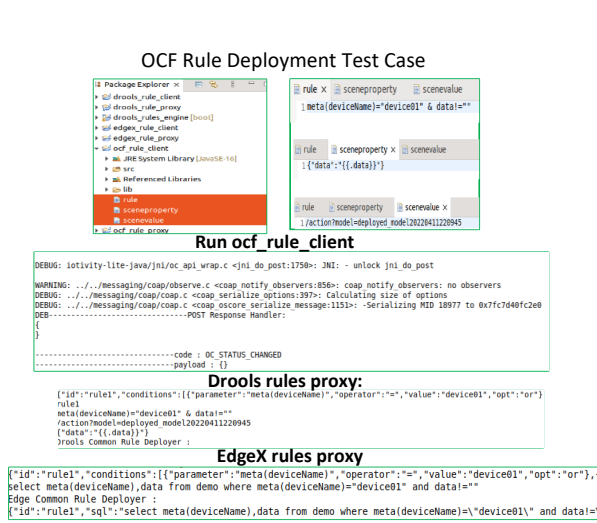 OCF Rule Deployment Test Case
Package Explorer ×
drools_rule_client
drools_rule_proxy
drools_rules_engine [boot]
edgex_rule_client
edgex_rule_proxy
ocf_rule_client
JRE System Library [JavaSE-16]
src
Referenced Libraries
lib
rule
sceneproperty
scenevalue
ocf_rule_proxy
rule × sceneproperty scenevalue
1 meta(deviceName)="device01" & data!=""
rule sceneproperty × scenevalue
1 {"data":"{{.data}}"}
rule sceneproperty scenevalue ×
1 /action?model=deployed_model20220411220945
Run ocf_rule_client
DEBUG: iotivity-lite-java/jni/oc_api_wrap.c <jni_do_post:1750>: JNI: - unlock jni_do_post
WARNING: ../../messaging/coap/observe.c <coap_notify_observers:856>: coap_notify_observers: no observers
DEBUG: ../../messaging/coap/coap.c <coap_serialize_options:397>: Calculating size of options
DEBUG: ../../messaging/coap/coap.c <coap_oscore_serialize_message:1151>: -Serializing MID 18977 to 0x7fc7d40fc2e0
DEB--------------------------------POST Response Handler:
{
}
--------------------------------code : OC_STATUS_CHANGED
--------------------------------payload : {}
Drools rules proxy:
["id":"rule1","conditions":[{"parameter":"meta(deviceName)","operator":"=","value":"device01","opt":"or"}
rule1
meta(deviceName)="device01" & data!=""
/action?model=deployed_model20220411220945
{"data":"{{.data}}"}
Drools Common Rule Deployer :
EdgeX rules proxy
{"id":"rule1","conditions":[{"parameter":"meta(deviceName)","operator":"=","value":"device01","opt":"or"},
select meta(deviceName),data from demo where meta(deviceName)="device01" and data!=""
Edge Common Rule Deployer :
{"id":"rule1","sql":"select meta(deviceName),data from demo where meta(deviceName)=\"device01\" and data!=